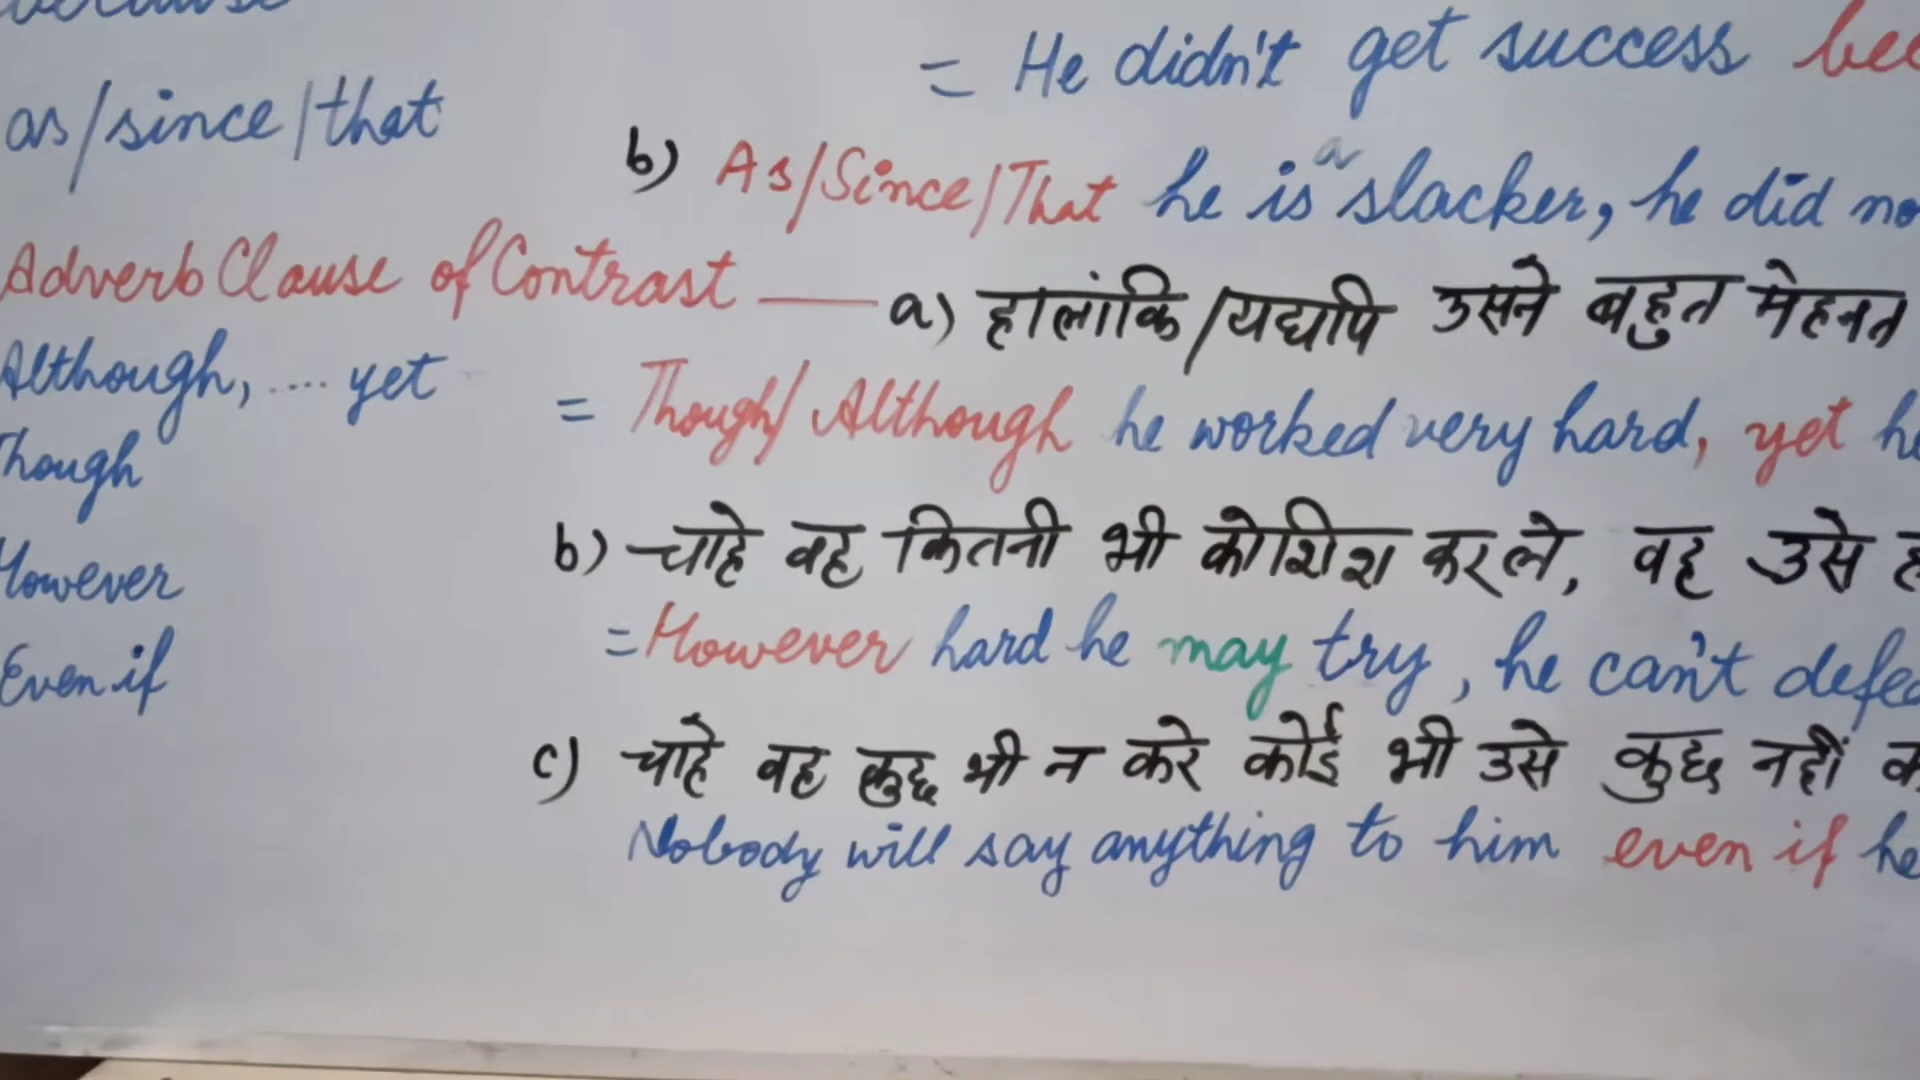 = He didn't get success
as/since/that
b) As/Since/That he is a slacker, he did
Adverb Clause of Contrast — a) हालांकि/यद्यपि उसने बहुत मेहनत
Although, .... yet
= Though/ Although he worked very hard, yet
Though
b) चाहे वह कितनी भी कोशिश करले, वह उसे
However
= However hard he may try, he can't
Even if
c) चाहे वह कुछ भी न करे कोई भी उसे कुछ नहीं
Nobody will say anything to him even if he